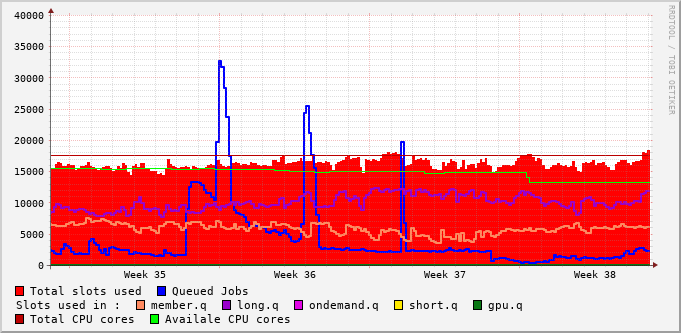 RRDTOOL / TOBI OETIKER
40000
35000
30000
25000
20000
15000
10000
5000
0
Week 35 Week 36 Week 37 Week 38
Total slots used Queued Jobs
Slots used in : member.q long.q ondemand.q short.q gpu.q
Total CPU cores Availale CPU cores